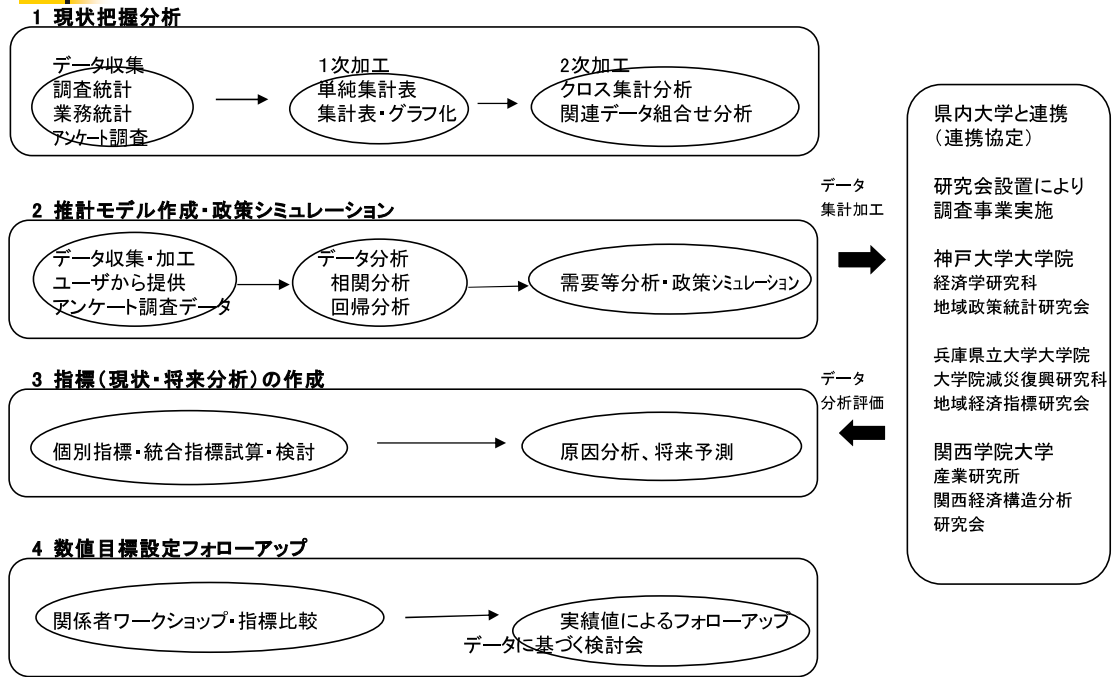 1 現状把握分析
データ収集
調査統計
業務統計
アンケート調査
1次加工
単純集計表
集計表・グラフ化
2次加工
クロス集計分析
関連データ組合せ分析
2 推計モデル作成・政策シミュレーション
データ収集・加工
ユーザから提供
アンケート調査データ
データ分析
相関分析
回帰分析
需要等分析・政策シミュレーション
3 指標(現状・将来分析)の作成
個別指標・統合指標試算・検討
原因分析、将来予測
4 数値目標設定フォローアップ
関係者ワークショップ・指標比較
実績値によるフォローアップ
データに基づく検討会
データ
集計加工
データ
分析評価
県内大学と連携
(連携協定)
研究会設置により
調査事業実施
神戸大学大学院
経済学研究科
地域政策統計研究会
兵庫県立大学大学院
大学院減災復興研究科
地域経済指標研究会
関西学院大学
産業研究所
関西経済構造分析
研究会